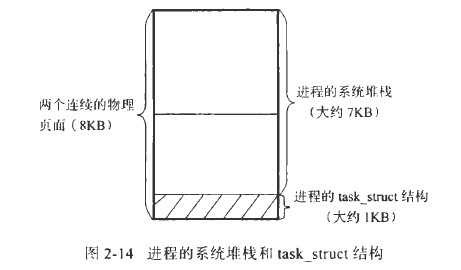 两个连续的物理
页面（8KB）
进程的系统堆栈
（大约 7KB）
进程的 task_struct 结构
（大约 1KB）
图 2-14 进程的系统堆栈和 task_struct 结构